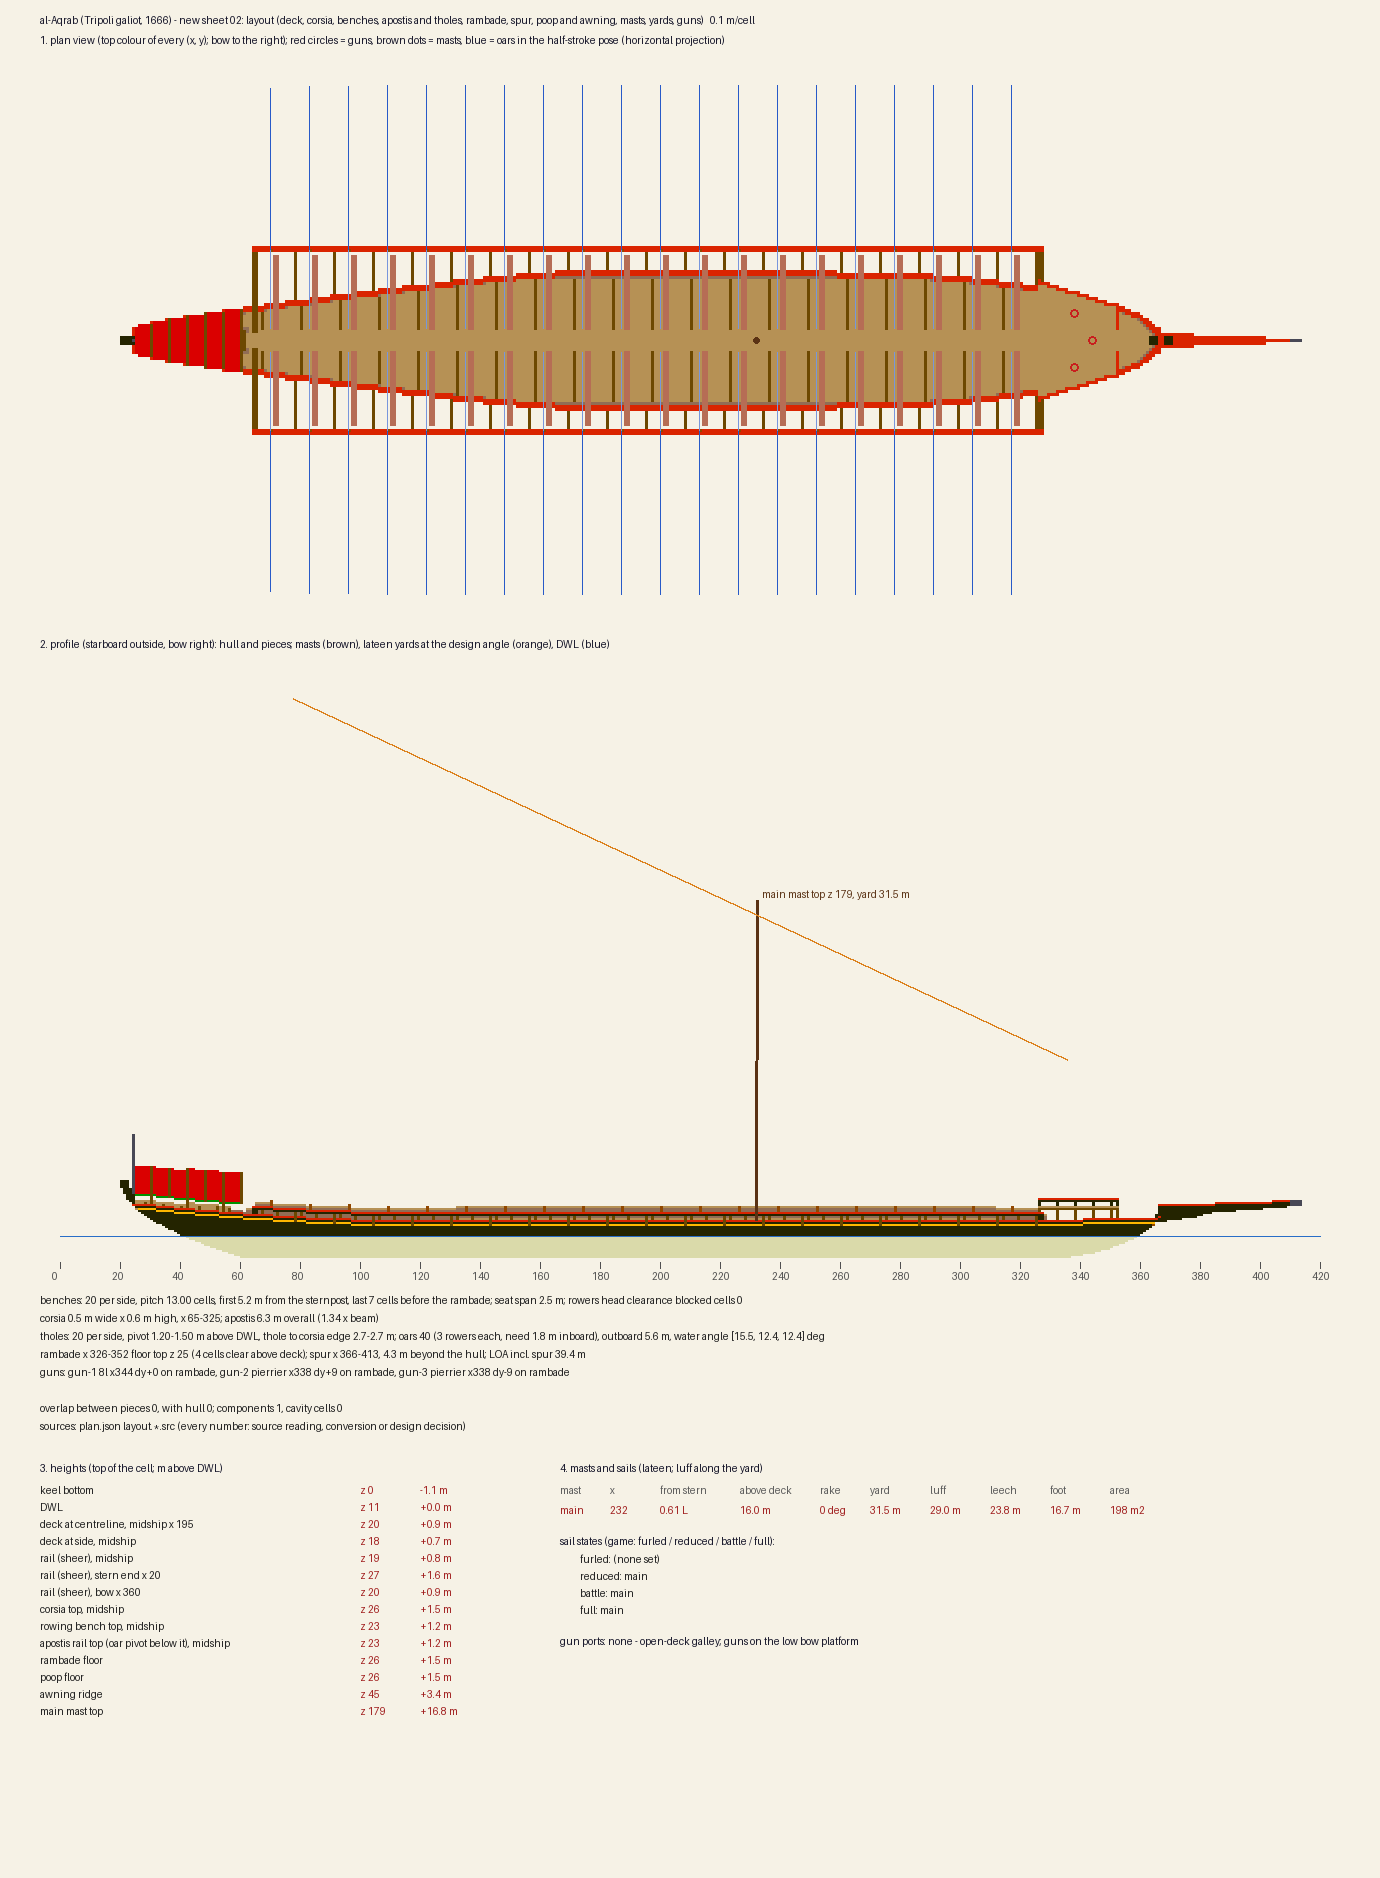 al-Aqrab (Tripoli galiot, 1666) - new sheet 02: layout (deck, corsia, benches, apostis and tholes, rambade, spur, poop and awning, masts, yards, guns)  0.1 m/cell
1. plan view (top colour of every (x, y); bow to the right); red circles = guns, brown dots = masts, blue = oars in the half-stroke pose (horizontal projection)
2. profile (starboard outside, bow right): hull and pieces; masts (brown), lateen yards at the design angle (orange), DWL (blue)
main mast top z 179, yard 31.5 m
0 20 40 60 80 100 120 140 160 180 200 220 240 260 280 300 320 340 360 380 400 420
benches: 20 per side, pitch 13.00 cells, first 5.2 m from the sternpost, last 7 cells before the rambade; seat span 2.5 m; rowers head clearance blocked cells 0
corsia 0.5 m wide x 0.6 m high, x 65-325; apostis 6.3 m overall (1.34 x beam)
tholes: 20 per side, pivot 1.20-1.50 m above DWL, thole to corsia edge 2.7-2.7 m; oars 40 (3 rowers each, need 1.8 m inboard), outboard 5.6 m, water angle [15.5, 12.4, 12.4] deg
rambade x 326-352 floor top z 25 (4 cells clear above deck); spur x 366-413, 4.3 m beyond the hull; LOA incl. spur 39.4 m
guns: gun-1 8l x344 dy+0 on rambade, gun-2 pierrier x338 dy+9 on rambade, gun-3 pierrier x338 dy-9 on rambade
overlap between pieces 0, with hull 0; components 1, cavity cells 0
sources: plan.json layout.*.src (every number: source reading, conversion or design decision)
3. heights (top of the cell; m above DWL)
keel bottom z 0 -1.1 m
DWL z 11 +0.0 m
deck at centreline, midship x 195 z 20 +0.9 m
deck at side, midship z 18 +0.7 m
rail (sheer), midship z 19 +0.8 m
rail (sheer), stern end x 20 z 27 +1.6 m
rail (sheer), bow x 360 z 20 +0.9 m
corsia top, midship z 26 +1.5 m
rowing bench top, midship z 23 +1.2 m
apostis rail top (oar pivot below it), midship z 23 +1.2 m
rambade floor z 26 +1.5 m
poop floor z 26 +1.5 m
awning ridge z 45 +3.4 m
main mast top z 179 +16.8 m
4. masts and sails (lateen; luff along the yard)
mast x from stern above deck rake yard luff leech foot area
main 232 0.61 L 16.0 m 0 deg 31.5 m 29.0 m 23.8 m 16.7 m 198 m2
sail states (game: furled / reduced / battle / full):
furled: (none set)
reduced: main
battle: main
full: main
gun ports: none - open-deck galley; guns on the low bow platform